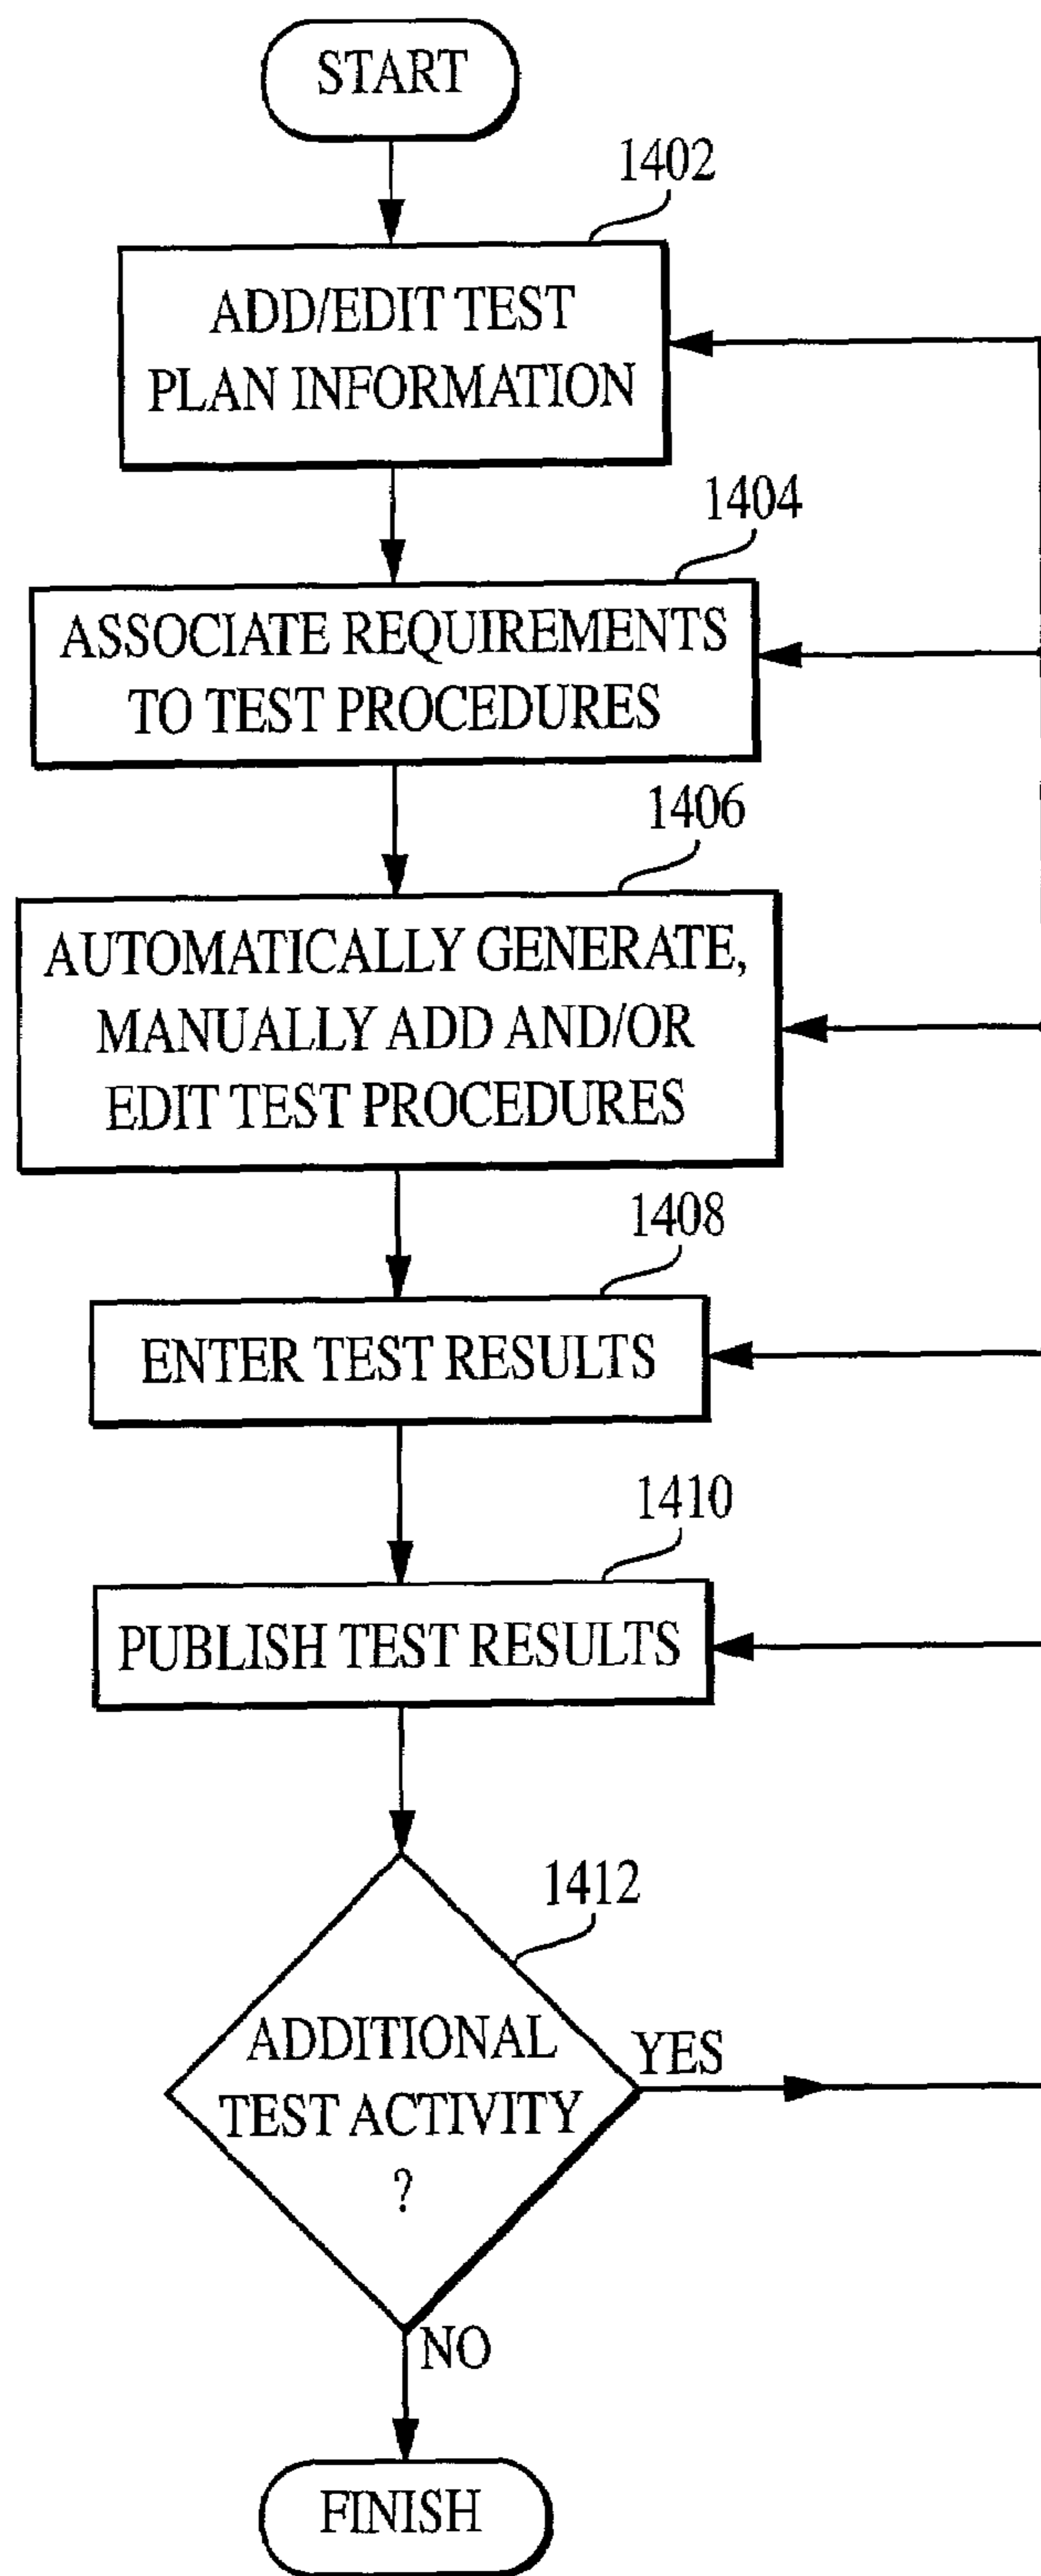 START
1402
ADD/EDIT TEST
PLAN INFORMATION
1404
ASSOCIATE REQUIREMENTS
TO TEST PROCEDURES
1406
AUTOMATICALLY GENERATE,
MANUALLY ADD AND/OR
EDIT TEST PROCEDURES
1408
ENTER TEST RESULTS
1410
PUBLISH TEST RESULTS
1412
ADDITIONAL
TEST ACTIVITY
?
YES
NO
FINISH